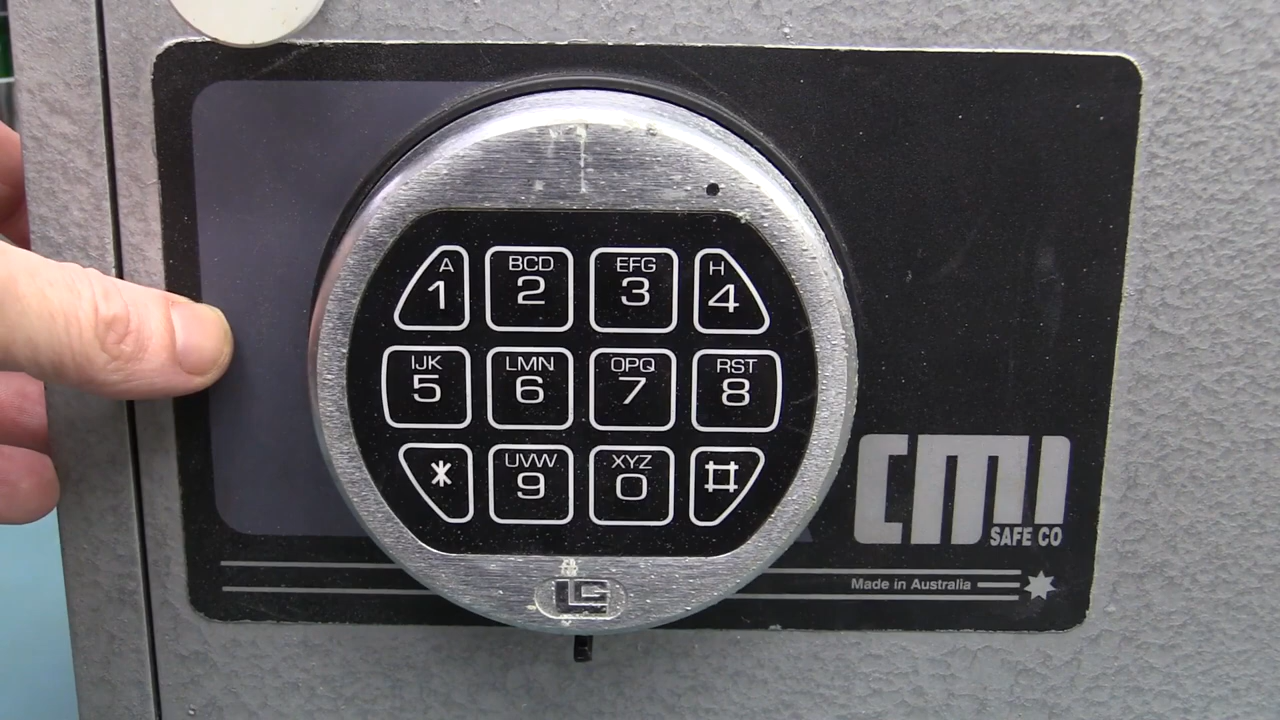 A BCD EFG H
1 2 3 4
IJK LMN OPQ RST
5 6 7 8
UVW XYZ
* 9 0 #
CMI
SAFE CO
Made in Australia
LG